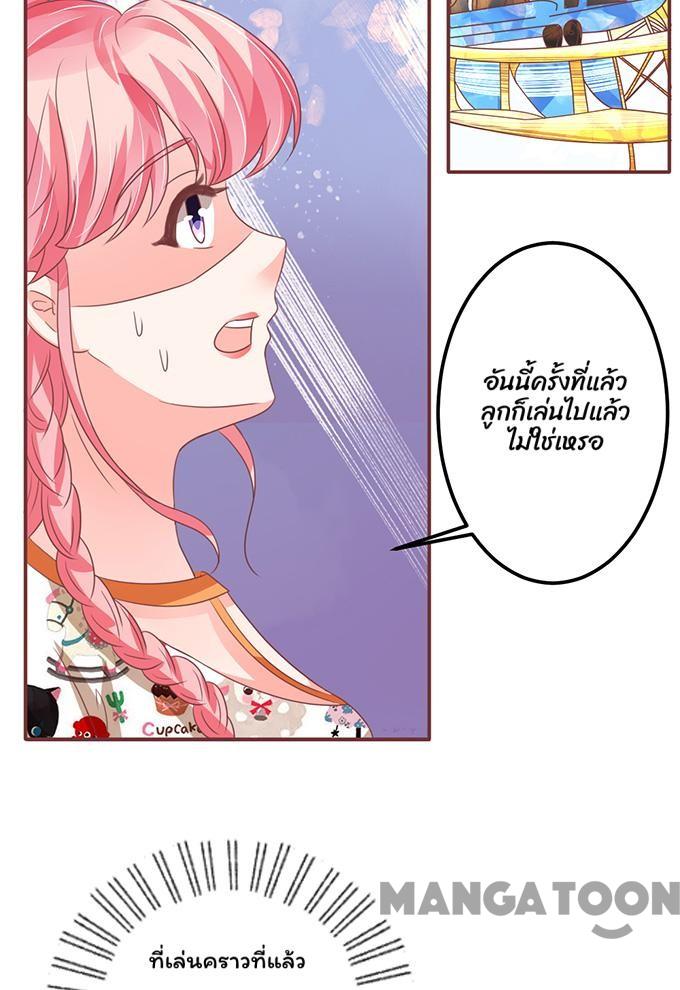 อันนี้ครั้งที่แล้ว
ลูกก็เล่นไปแล้ว
ไม่ใช่เหรอ
Cupcake
MANGATOON
ที่เล่นคราวที่แล้ว